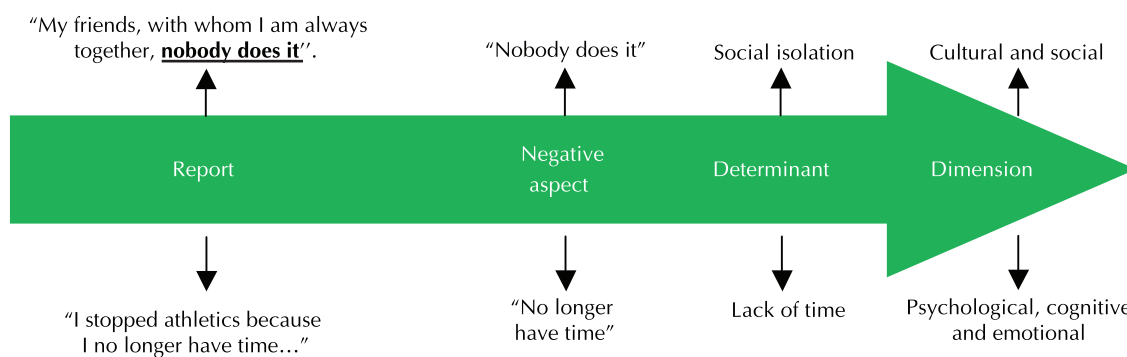 “My friends, with whom I am always
together, nobody does it’’.
“Nobody does it”
Social isolation
Cultural and social
Report
Negative
aspect
Determinant
Dimension
“I stopped athletics because
I no longer have time…”
“No longer
have time”
Lack of time
Psychological, cognitive
and emotional